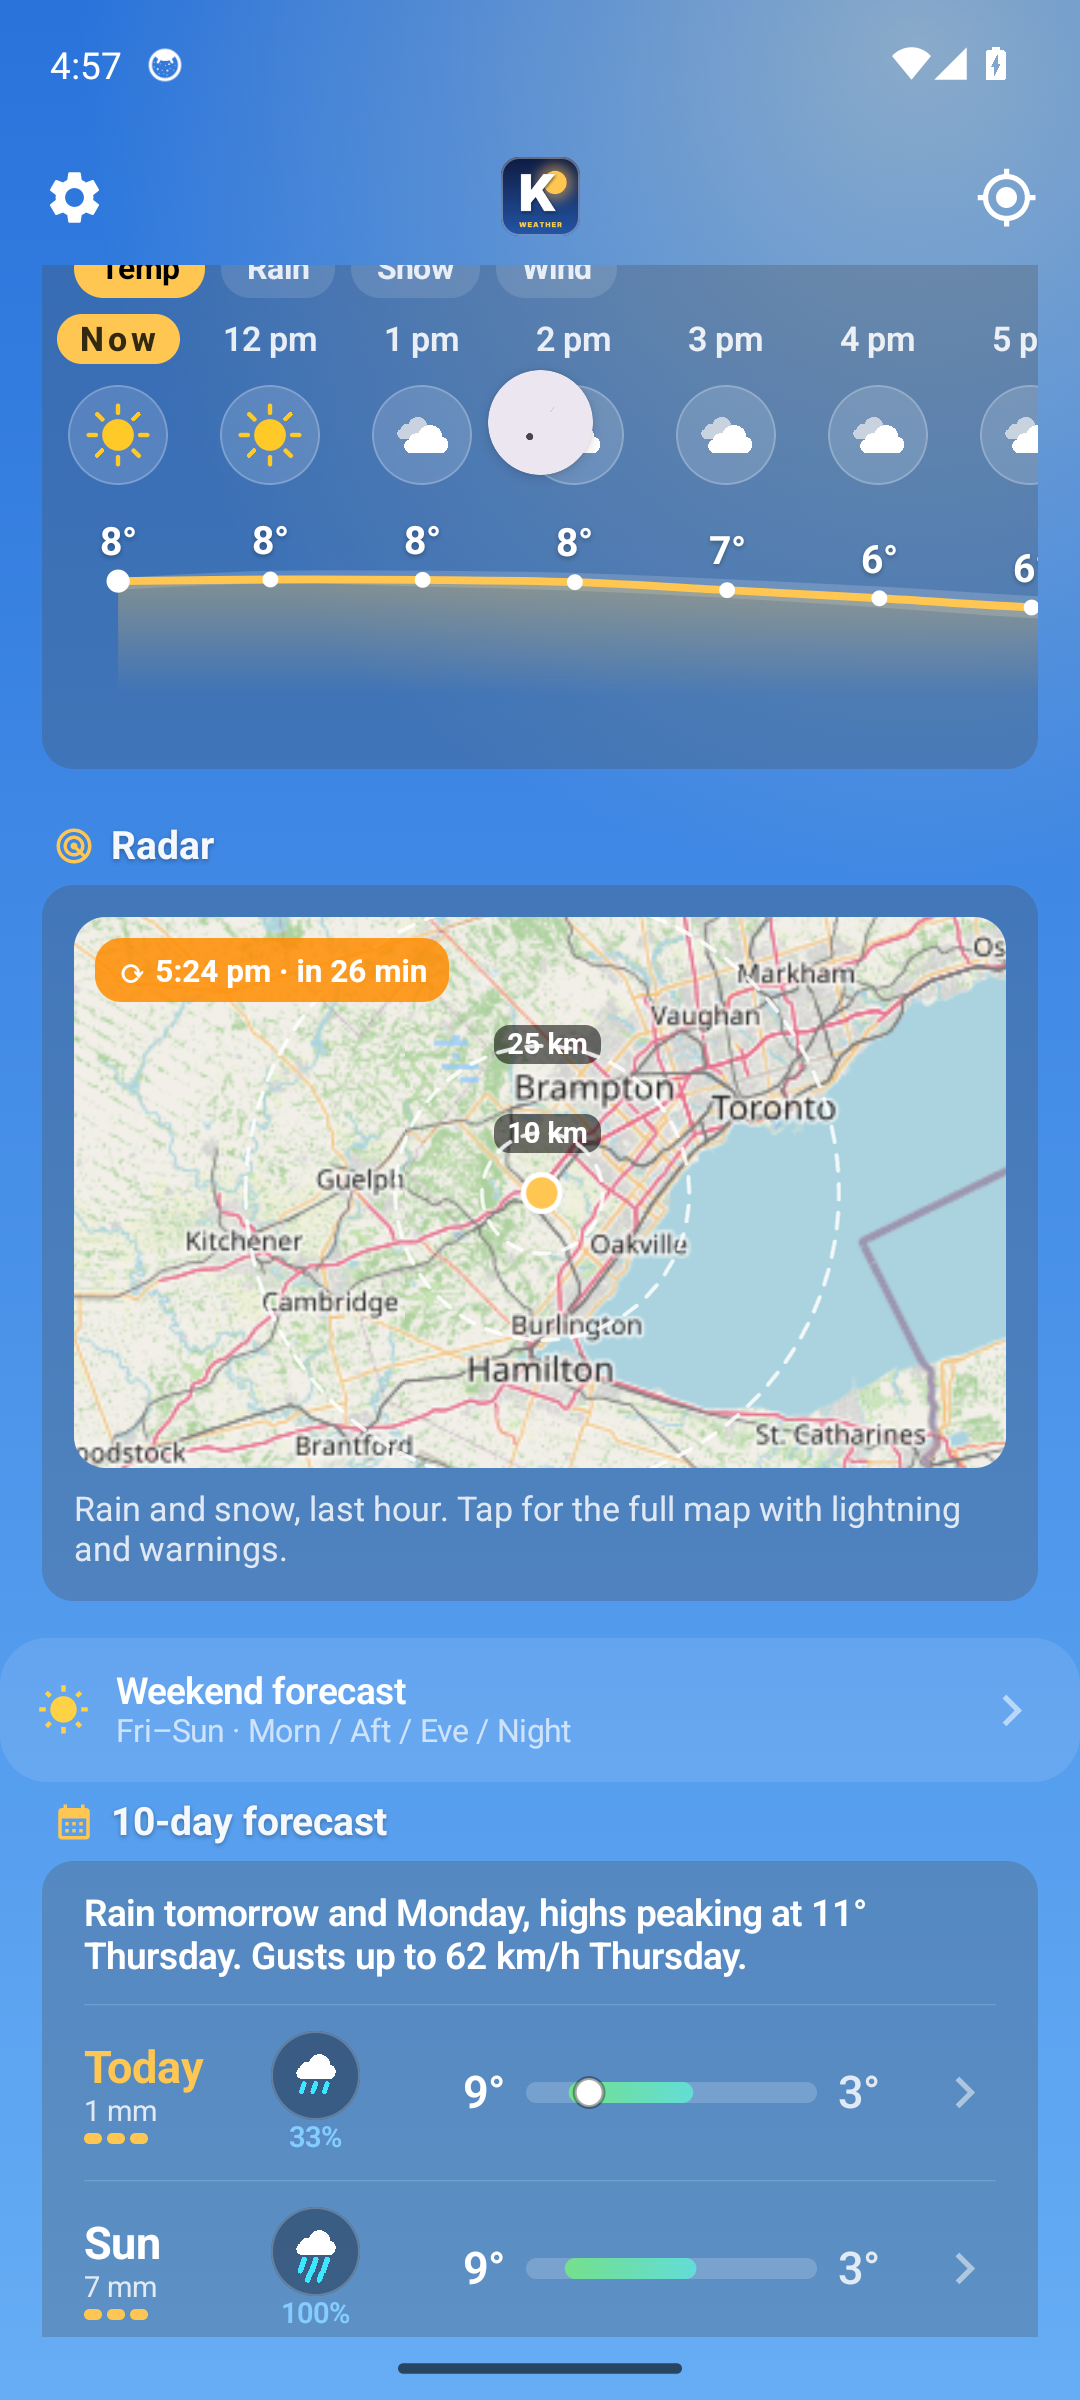 4:57
K
WEATHER
Temp Rain Snow Wind
Now 12 pm 1 pm 2 pm 3 pm 4 pm 5 p
8° 8° 8° 8° 7° 6° 6°
Radar
5:24 pm · in 26 min
Os
Markham
Vaughan
25 km
Brampton
Toronto
10 km
Guelph
Kitchener
Oakville
Cambridge
Burlington
Hamilton
St. Catharines
Brantford
oodstock
Rain and snow, last hour. Tap for the full map with lightning
and warnings.
Weekend forecast
Fri–Sun · Morn / Aft / Eve / Night
10-day forecast
Rain tomorrow and Monday, highs peaking at 11°
Thursday. Gusts up to 62 km/h Thursday.
Today
1 mm
33%
9° 3°
Sun
7 mm
100%
9° 3°